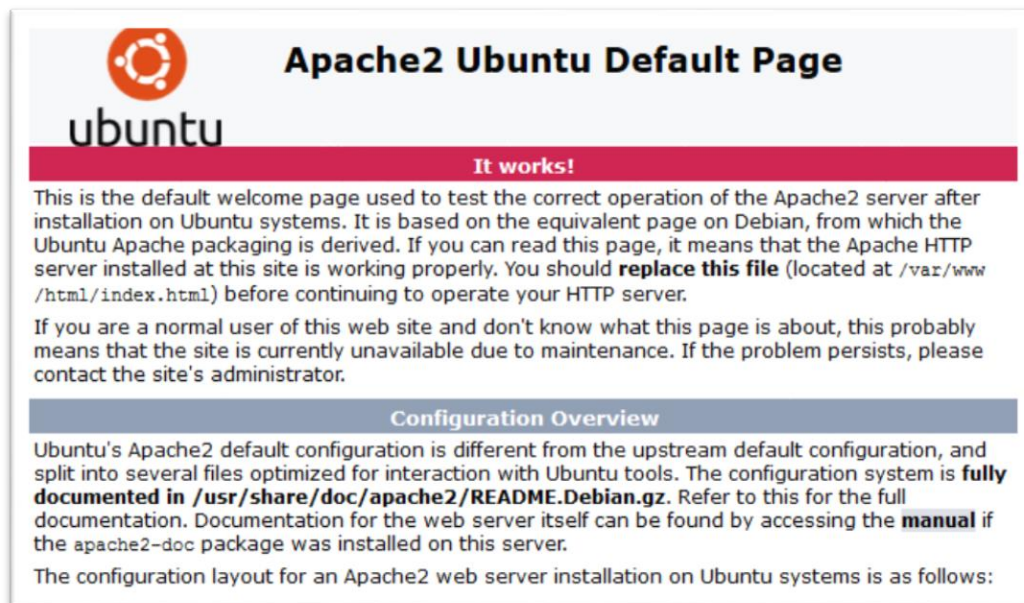 Apache2 Ubuntu Default Page
ubuntu
It works!
This is the default welcome page used to test the correct operation of the Apache2 server after
installation on Ubuntu systems. It is based on the equivalent page on Debian, from which the
Ubuntu Apache packaging is derived. If you can read this page, it means that the Apache HTTP
server installed at this site is working properly. You should replace this file (located at /var/www
/html/index.html) before continuing to operate your HTTP server.
If you are a normal user of this web site and don't know what this page is about, this probably
means that the site is currently unavailable due to maintenance. If the problem persists, please
contact the site's administrator.
Configuration Overview
Ubuntu's Apache2 default configuration is different from the upstream default configuration, and
split into several files optimized for interaction with Ubuntu tools. The configuration system is fully
documented in /usr/share/doc/apache2/README.Debian.gz. Refer to this for the full
documentation. Documentation for the web server itself can be found by accessing the manual if
the apache2-doc package was installed on this server.
The configuration layout for an Apache2 web server installation on Ubuntu systems is as follows: